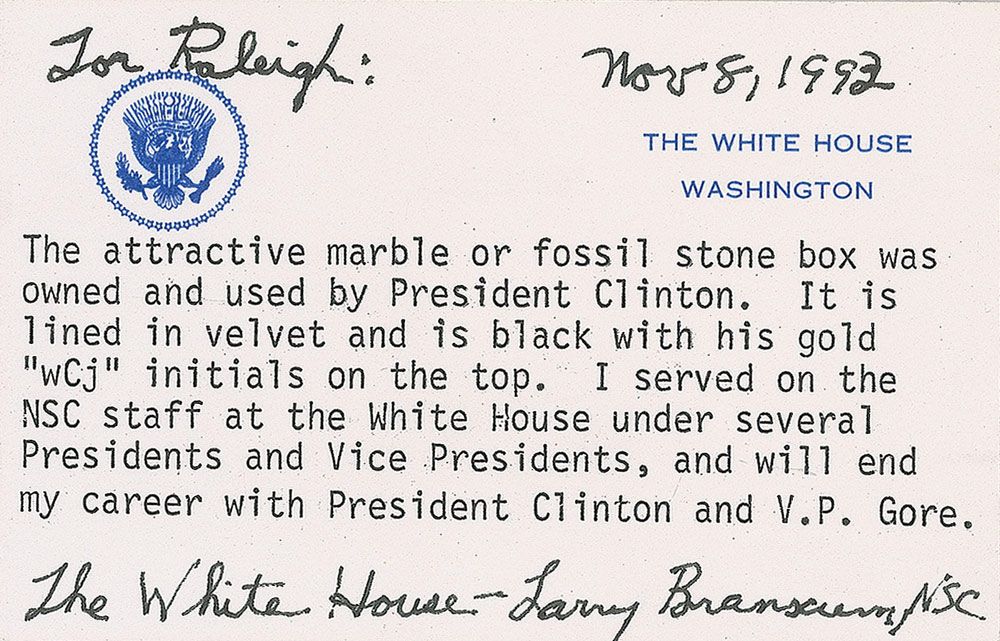 For Raleigh:
Nov 8, 1992
THE WHITE HOUSE
WASHINGTON
The attractive marble or fossil stone box was
owned and used by President Clinton. It is
lined in velvet and is black with his gold
"wCj" initials on the top. I served on the
NSC staff at the White House under several
Presidents and Vice Presidents, and will end
my career with President Clinton and V.P. Gore.
The White House - Larry Branscum, NSC